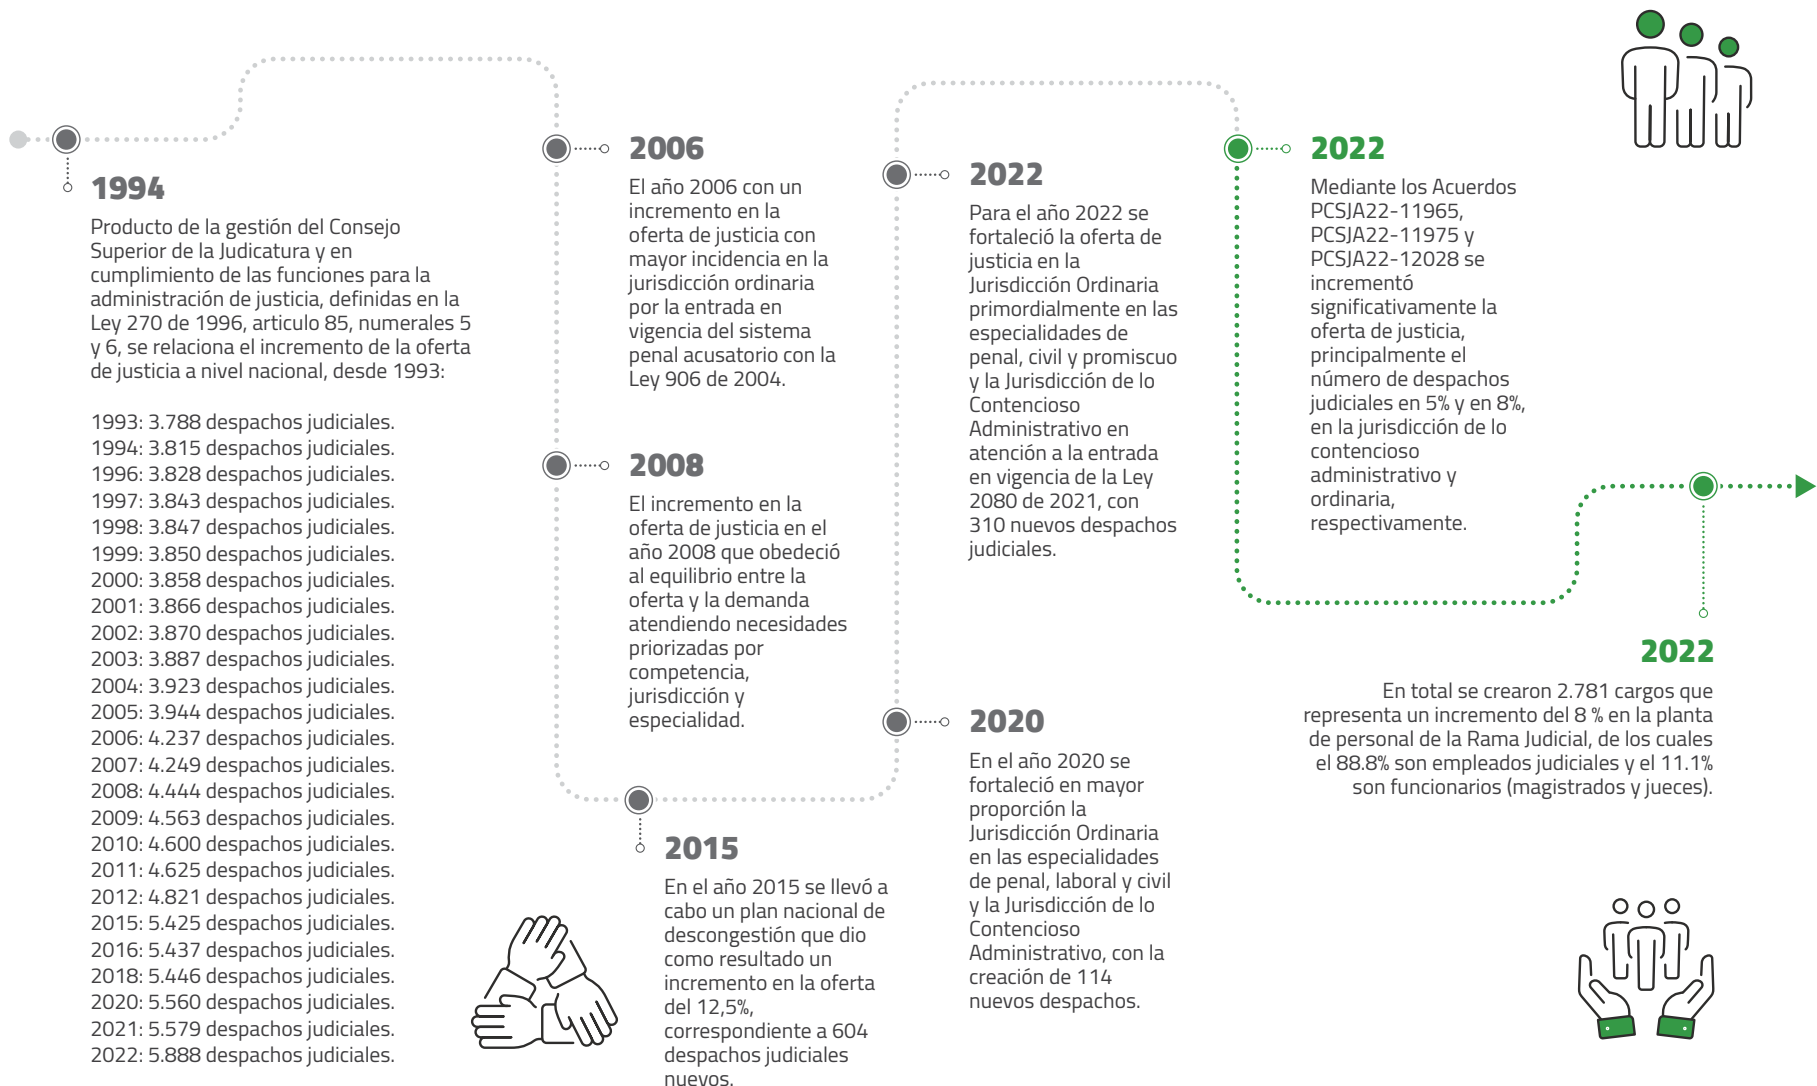 1994
Producto de la gestión del Consejo
Superior de la Judicatura y en
cumplimiento de las funciones para la
administración de justicia, definidas en la
Ley 270 de 1996, articulo 85, numerales 5
y 6, se relaciona el incremento de la oferta
de justicia a nivel nacional, desde 1993:
1993: 3.788 despachos judiciales.
1994: 3.815 despachos judiciales.
1996: 3.828 despachos judiciales.
1997: 3.843 despachos judiciales.
1998: 3.847 despachos judiciales.
1999: 3.850 despachos judiciales.
2000: 3.858 despachos judiciales.
2001: 3.866 despachos judiciales.
2002: 3.870 despachos judiciales.
2003: 3.887 despachos judiciales.
2004: 3.923 despachos judiciales.
2005: 3.944 despachos judiciales.
2006: 4.237 despachos judiciales.
2007: 4.249 despachos judiciales.
2008: 4.444 despachos judiciales.
2009: 4.563 despachos judiciales.
2010: 4.600 despachos judiciales.
2011: 4.625 despachos judiciales.
2012: 4.821 despachos judiciales.
2015: 5.425 despachos judiciales.
2016: 5.437 despachos judiciales.
2018: 5.446 despachos judiciales.
2020: 5.560 despachos judiciales.
2021: 5.579 despachos judiciales.
2022: 5.888 despachos judiciales.
2006
El año 2006 con un
incremento en la
oferta de justicia con
mayor incidencia en la
jurisdicción ordinaria
por la entrada en
vigencia del sistema
penal acusatorio con la
Ley 906 de 2004.
2008
El incremento en la
oferta de justicia en el
año 2008 que obedeció
al equilibrio entre la
oferta y la demanda
atendiendo necesidades
priorizadas por
competencia,
jurisdicción y
especialidad.
2015
En el año 2015 se llevó a
cabo un plan nacional de
descongestión que dio
como resultado un
incremento en la oferta
del 12,5%,
correspondiente a 604
despachos judiciales
nuevos.
2022
Para el año 2022 se
fortaleció la oferta de
justicia en la
Jurisdicción Ordinaria
primordialmente en las
especialidades de
penal, civil y promiscuo
y la Jurisdicción de lo
Contencioso
Administrativo en
atención a la entrada
en vigencia de la Ley
2080 de 2021, con
310 nuevos despachos
judiciales.
2020
En el año 2020 se
fortaleció en mayor
proporción la
Jurisdicción Ordinaria
en las especialidades
de penal, laboral y civil
y la Jurisdicción de lo
Contencioso
Administrativo, con la
creación de 114
nuevos despachos.
2022
Mediante los Acuerdos
PCSJA22-11965,
PCSJA22-11975 y
PCSJA22-12028 se
incrementó
significativamente la
oferta de justicia,
principalmente el
número de despachos
judiciales en 5% y en 8%,
en la jurisdicción de lo
contencioso
administrativo y
ordinaria,
respectivamente.
2022
En total se crearon 2.781 cargos que
representa un incremento del 8 % en la planta
de personal de la Rama Judicial, de los cuales
el 88.8% son empleados judiciales y el 11.1%
son funcionarios (magistrados y jueces).